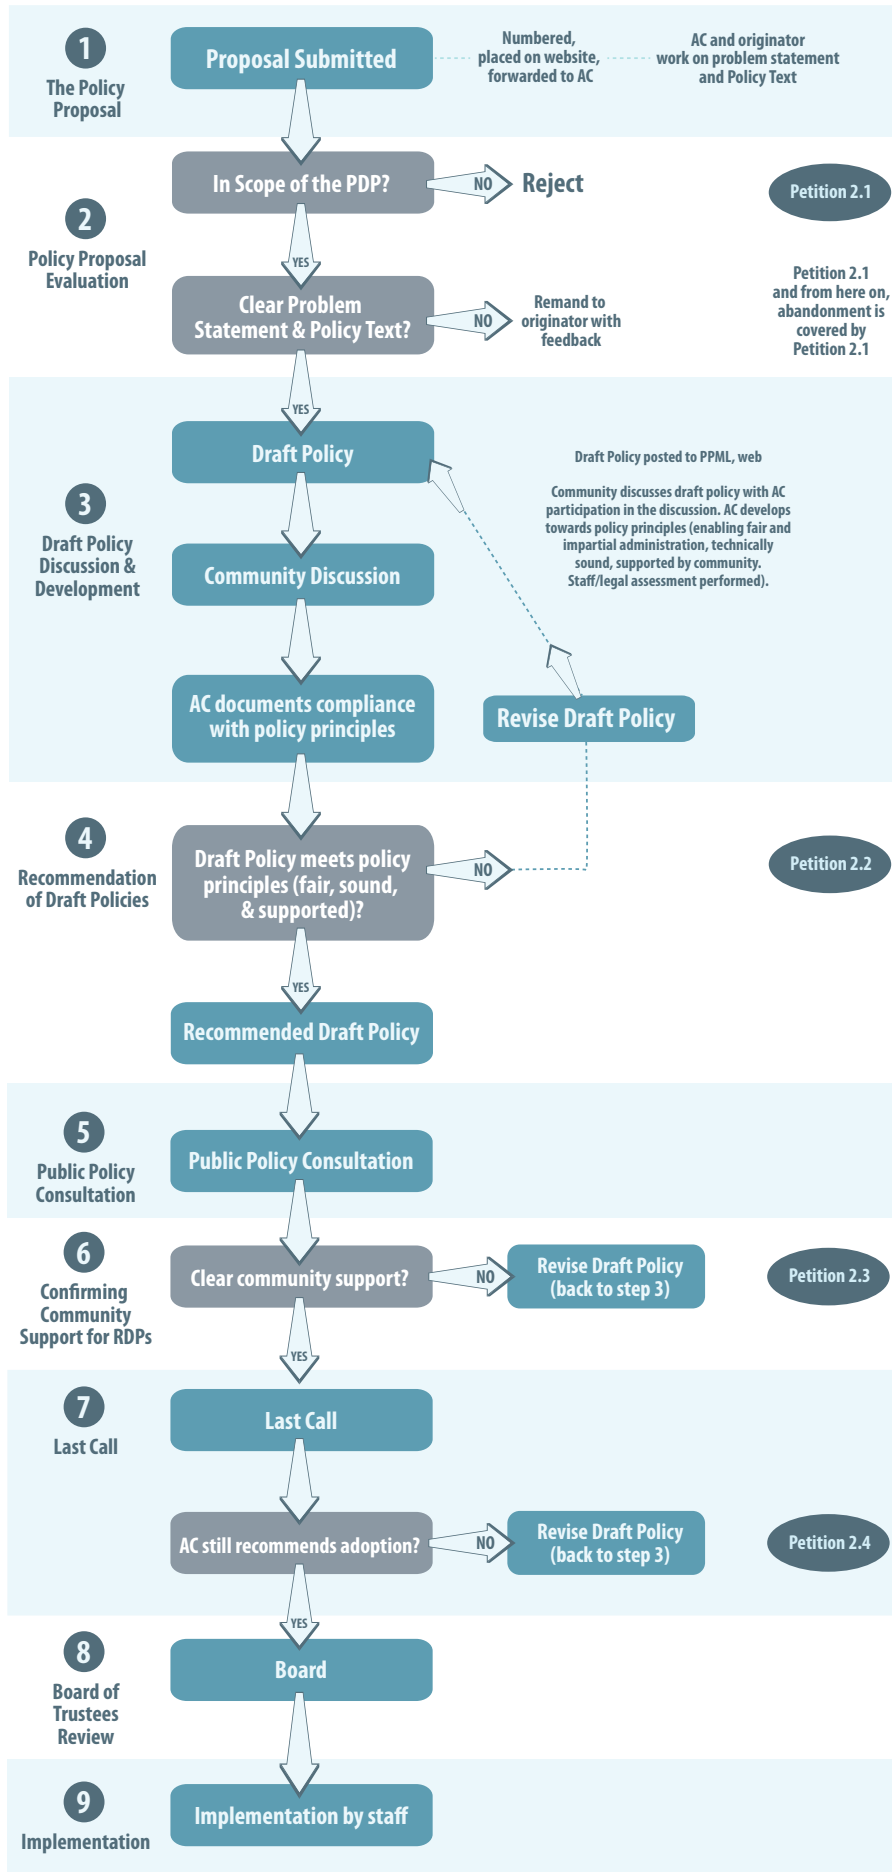 1
The Policy
Proposal
Proposal Submitted
Numbered,
placed on website,
forwarded to AC
AC and originator
work on problem statement
and Policy Text
2
Policy Proposal
Evaluation
In Scope of the PDP?
NO
Reject
Petition 2.1
YES
Clear Problem
Statement & Policy Text?
NO
Remand to
originator with
feedback
Petition 2.1
and from here on,
abandonment is
covered by
Petition 2.1
YES
3
Draft Policy
Discussion &
Development
Draft Policy
Draft Policy posted to PPML, web
Community discusses draft policy with AC
participation in the discussion. AC develops
towards policy principles (enabling fair and
impartial administration, technically
sound, supported by community.
Staff/legal assessment performed).
Community Discussion
AC documents compliance
with policy principles
Revise Draft Policy
4
Recommendation
of Draft Policies
Draft Policy meets policy
principles (fair, sound,
& supported)?
NO
Petition 2.2
YES
Recommended Draft Policy
5
Public Policy
Consultation
Public Policy Consultation
6
Confirming
Community
Support for RDPs
Clear community support?
NO
Revise Draft Policy
(back to step 3)
Petition 2.3
YES
7
Last Call
Last Call
AC still recommends adoption?
NO
Revise Draft Policy
(back to step 3)
Petition 2.4
YES
8
Board of
Trustees
Review
Board
9
Implementation
Implementation by staff